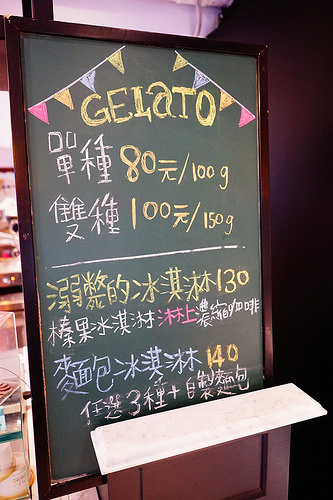 GELaTO
單種 80元/100g
雙種 100元/150g
溺斃的冰淇淋 130
榛果冰淇淋 淋上濃縮咖啡
麵包冰淇淋 140
任選3種+自製麵包